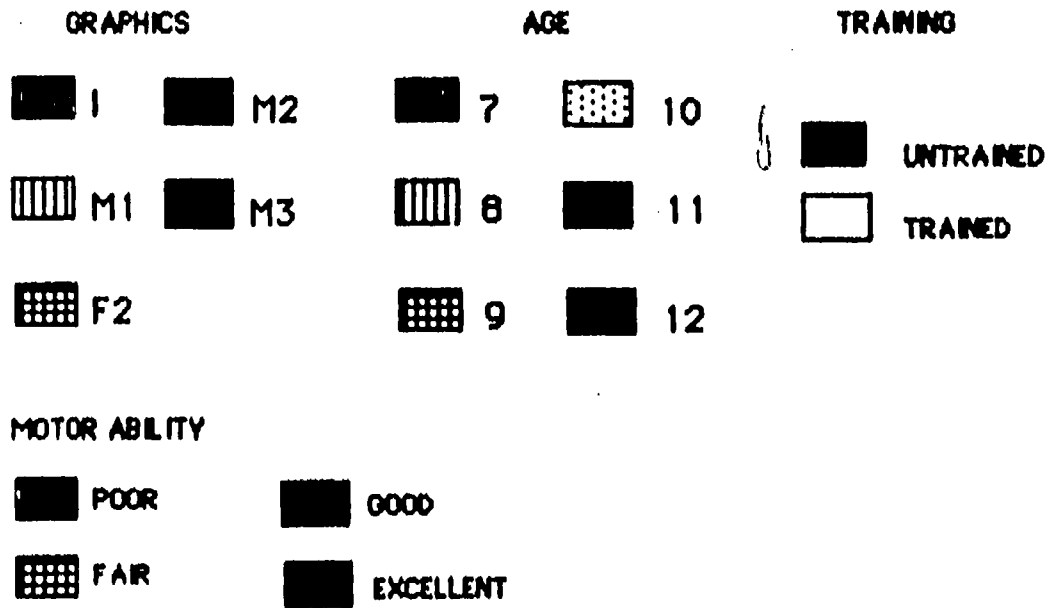 GRAPHICS AGE TRAINING
I M2 7 10
UNTRAINED
M1 M3 8 11
TRAINED
F2 9 12
MOTOR ABILITY
POOR GOOD
FAIR EXCELLENT